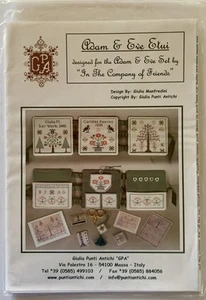 GPA
Adam & Eve Etui
designed for the Adam & Eve Set by
"In The Company of Friends"
Design By: Giulia Manfredini
Copyright By: Giulia Punti Antichi
Giulia Punti Antichi "GPA"
Via Palestro 16 - 54100 Massa - Italy
Tel *39 (0585) 499103 / Fax *39 (0585) 884056
www.puntiantichi.com / info@puntiantichi.com